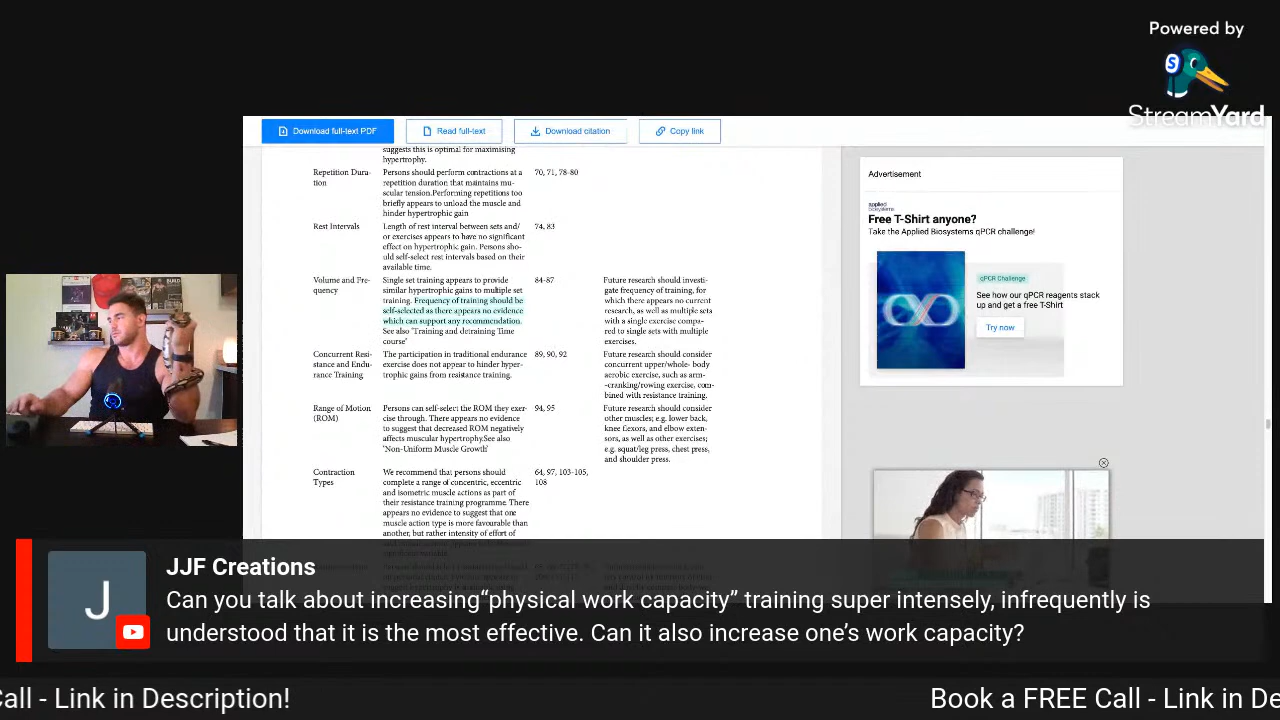 Powered by
StreamYard
Download full-text PDF
Read full-text
Download citation
Copy link
suggests this is optimal for maximising
hypertrophy.
Repetition Dura-
tion
Persons should perform contractions at a
repetition duration that maintains mu-
scular tension.Performing repetitions too
briefly appears to unload the muscle and
hinder hypertrophic gain
70, 71, 78-80
Rest Intervals
Length of rest interval between sets and/
or exercises appears to have no significant
effect on hypertrophic gain. Persons sho-
uld self-select rest intervals based on their
available time.
74, 83
Volume and Fre-
quency
Single set training appears to provide
similar hypertrophic gains to multiple set
training. Frequency of training should be
self-selected as there appears no evidence
which can support any recommendation.
See also 'Training and detraining Time
course'
84-87
Future research should investi-
gate frequency of training, for
which there appears no current
research, as well as multiple sets
with a single exercise compa-
red to single sets with multiple
exercises.
Concurrent Resi-
stance and Endu-
rance Training
The participation in traditional endurance
exercise does not appear to hinder hyper-
trophic gains from resistance training.
89, 90, 92
Future research should consider
concurrent upper/whole- body
aerobic exercise, such as arm-
-cranking/rowing exercise, com-
bined with resistance training.
Range of Motion
(ROM)
Persons can self-select the ROM they exer-
cise through. There appears no evidence
to suggest that decreased ROM negatively
affects muscular hypertrophy.See also
'Non-Uniform Muscle Growth'
94, 95
Future research should consider
other muscles; e.g. lower back,
knee flexors, and elbow exten-
sors, as well as other exercises;
e.g. squat/leg press, chest press,
and shoulder press.
Contraction
Types
We recommend that persons should
complete a range of concentric, eccentric
and isometric muscle actions as part of
their resistance training programme. There
appears no evidence to suggest that one
muscle action type is more favourable than
another, but rather intensity of effort of
64, 97, 103-105,
108
Advertisement
applied
biosystems
Free T-Shirt anyone?
Take the Applied Biosystems qPCR challenge!
qPCR Challenge
See how our qPCR reagents stack
up and get a free T-Shirt
Try now
J
JJF Creations
Can you talk about increasing“physical work capacity” training super intensely, infrequently is
understood that it is the most effective. Can it also increase one’s work capacity?
Call - Link in Description!
Book a FREE Call - Link in De